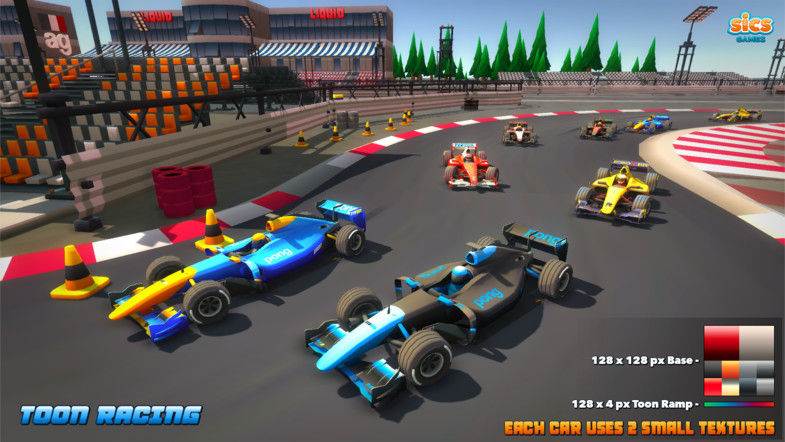 LIQUID
LIQUID
sics
GAMES
ag
pong
pong
128 x 128 px Base -
128 x 4 px Toon Ramp -
TOON RACING
EACH CAR USES 2 SMALL TEXTURES